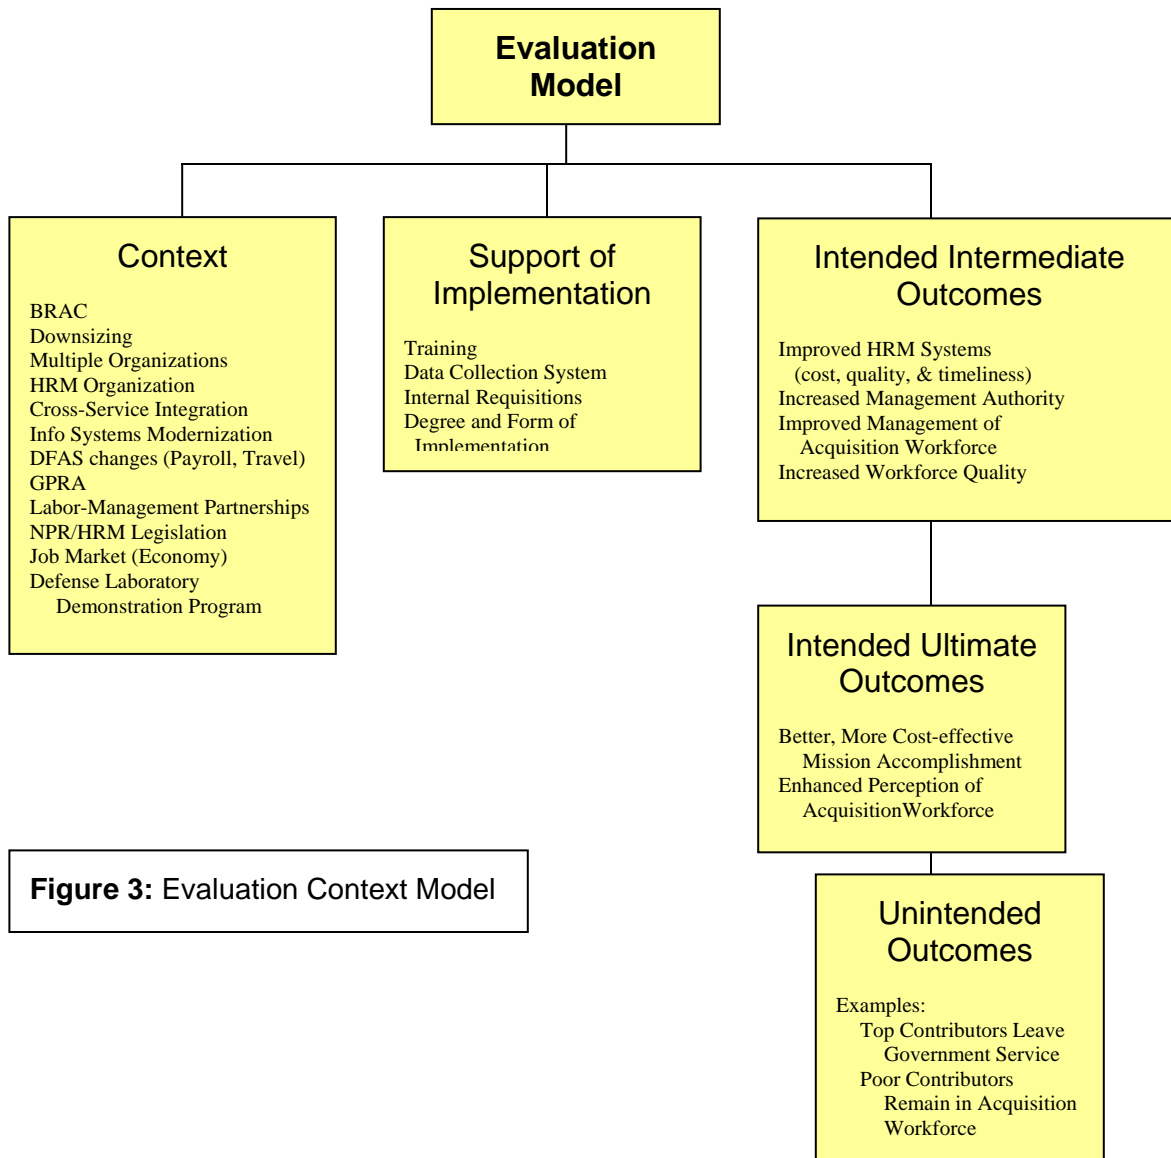 Evaluation
Model
Context
BRAC
Downsizing
Multiple Organizations
HRM Organization
Cross-Service Integration
Info Systems Modernization
DFAS changes (Payroll, Travel)
GPRA
Labor-Management Partnerships
NPR/HRM Legislation
Job Market (Economy)
Defense Laboratory
Demonstration Program
Support of
Implementation
Training
Data Collection System
Internal Requisitions
Degree and Form of
Implementation
Intended Intermediate
Outcomes
Improved HRM Systems
(cost, quality, & timeliness)
Increased Management Authority
Improved Management of
Acquisition Workforce
Increased Workforce Quality
Intended Ultimate
Outcomes
Better, More Cost-effective
Mission Accomplishment
Enhanced Perception of
AcquisitionWorkforce
Figure 3: Evaluation Context Model
Unintended
Outcomes
Examples:
Top Contributors Leave
Government Service
Poor Contributors
Remain in Acquisition
Workforce